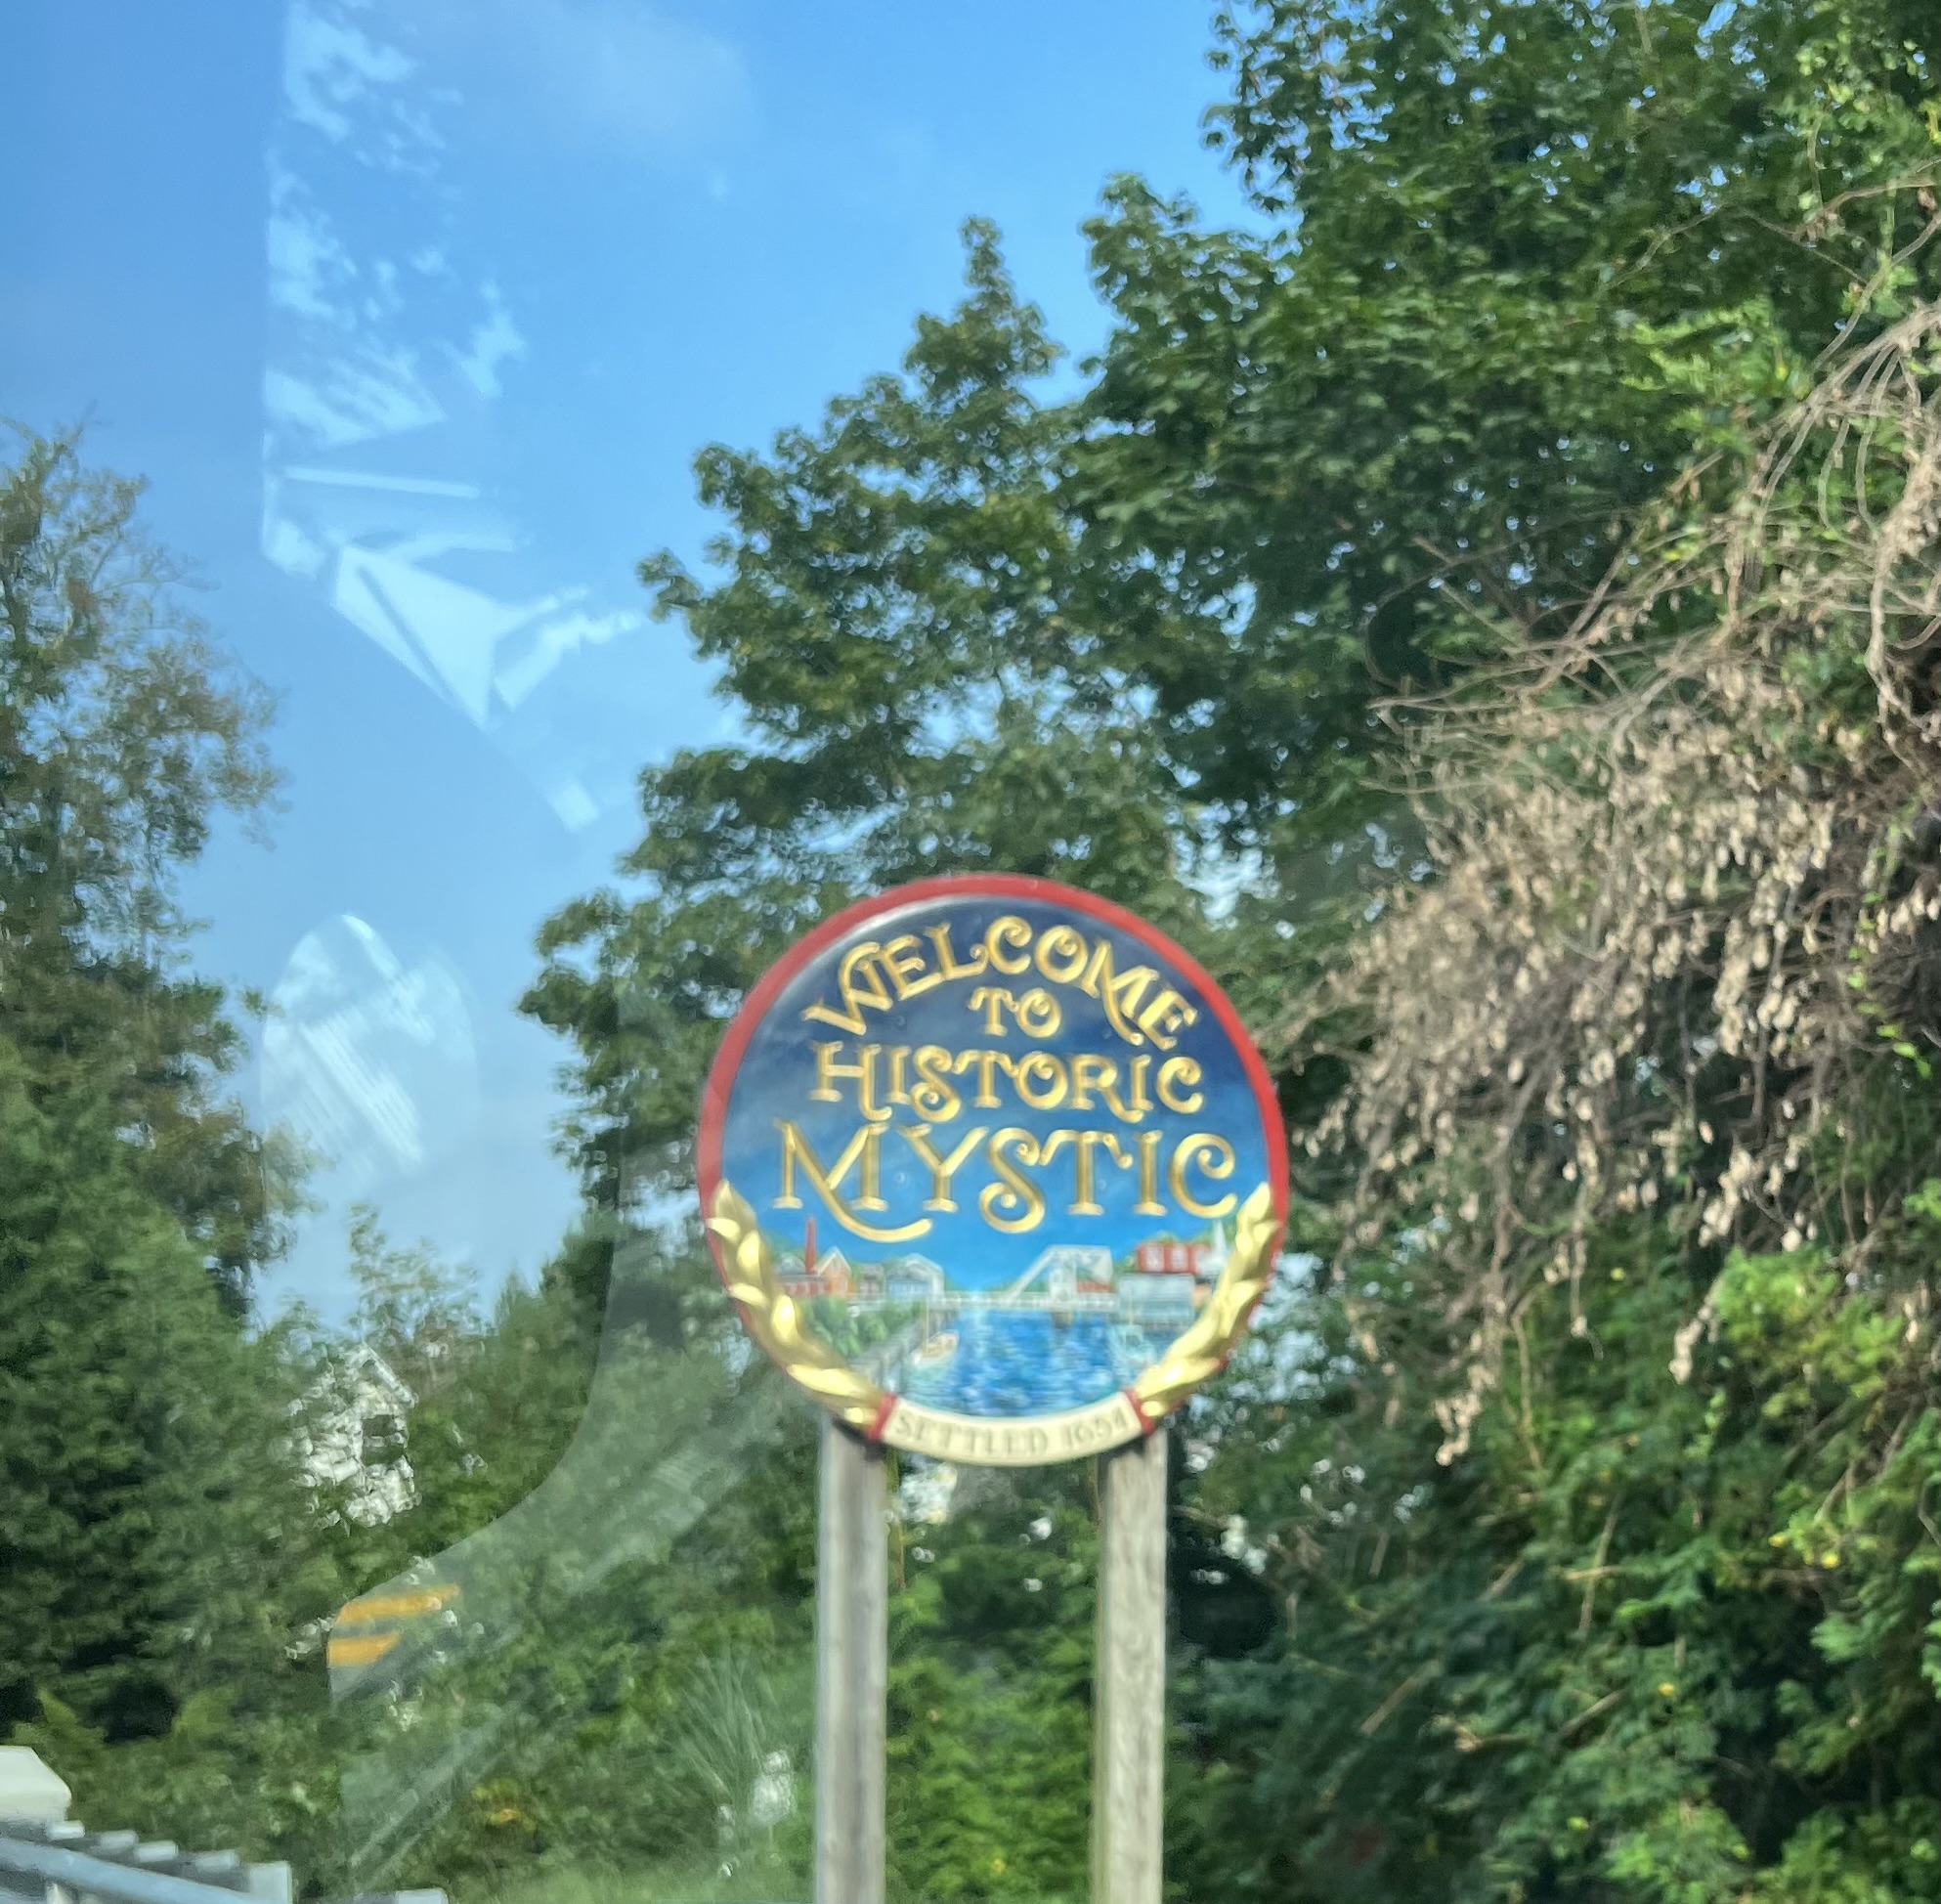 WELCOME
TO
HISTORIC
MYSTIC
SETTLED 1654